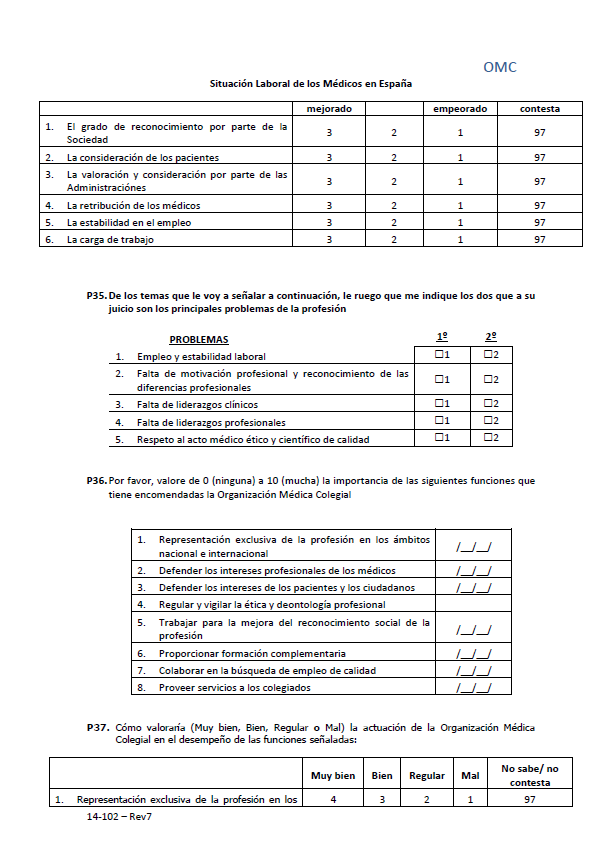 OMC
Situación Laboral de los Médicos en España
mejorado empeorado contesta
1. El grado de reconocimiento por parte de la
Sociedad 3 2 1 97
2. La consideración de los pacientes 3 2 1 97
3. La valoración y consideración por parte de las
Administraciónes 3 2 1 97
4. La retribución de los médicos 3 2 1 97
5. La estabilidad en el empleo 3 2 1 97
6. La carga de trabajo 3 2 1 97
P35. De los temas que le voy a señalar a continuación, le ruego que me indique los dos que a su
juicio son los principales problemas de la profesión
PROBLEMAS 1º 2º
1. Empleo y estabilidad laboral ☐1 ☐2
2. Falta de motivación profesional y reconocimiento de las
diferencias profesionales ☐1 ☐2
3. Falta de liderazgos clínicos ☐1 ☐2
4. Falta de liderazgos profesionales ☐1 ☐2
5. Respeto al acto médico ético y científico de calidad ☐1 ☐2
P36. Por favor, valore de 0 (ninguna) a 10 (mucha) la importancia de las siguientes funciones que
tiene encomendadas la Organización Médica Colegial
1. Representación exclusiva de la profesión en los ámbitos
nacional e internacional /__/__/
2. Defender los intereses profesionales de los médicos /__/__/
3. Defender los intereses de los pacientes y los ciudadanos /__/__/
4. Regular y vigilar la ética y deontología profesional
5. Trabajar para la mejora del reconocimiento social de la
profesión /__/__/
6. Proporcionar formación complementaria /__/__/
7. Colaborar en la búsqueda de empleo de calidad /__/__/
8. Proveer servicios a los colegiados /__/__/
P37. Cómo valoraría (Muy bien, Bien, Regular o Mal) la actuación de la Organización Médica
Colegial en el desempeño de las funciones señaladas:
Muy bien Bien Regular Mal No sabe/ no
contesta
1. Representación exclusiva de la profesión en los 4 3 2 1 97
14-102 – Rev7